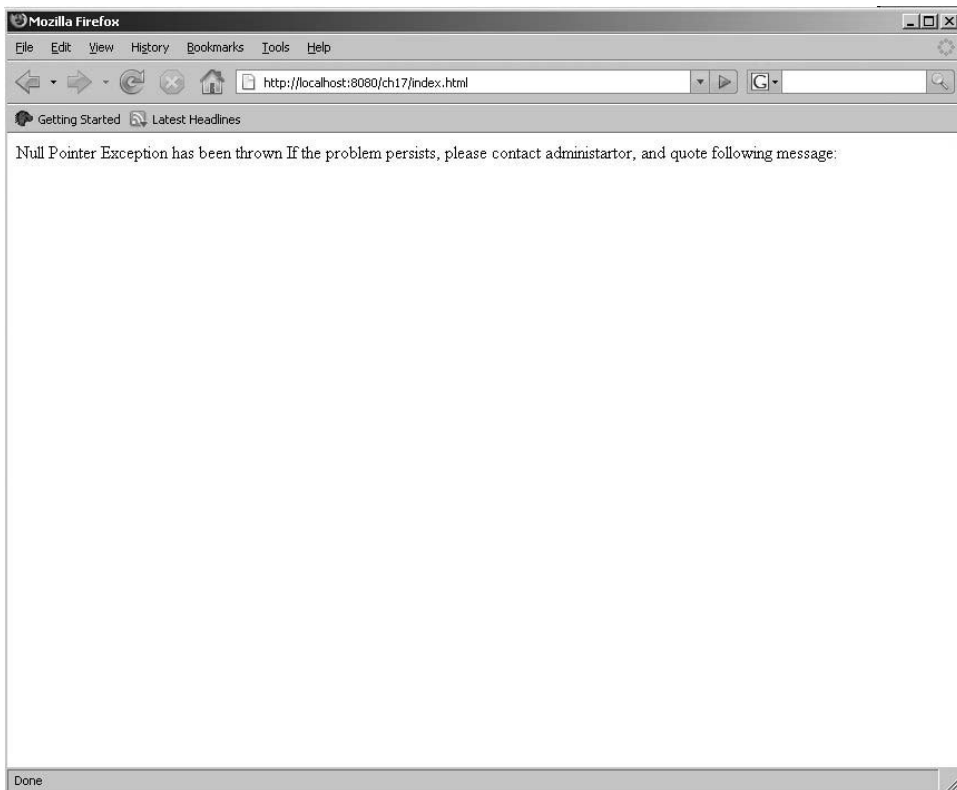 Mozilla Firefox
File Edit View History Bookmarks Tools Help
http://localhost:8080/ch17/index.html
G
Getting Started Latest Headlines
Null Pointer Exception has been thrown If the problem persists, please contact administartor, and quote following message:
Done